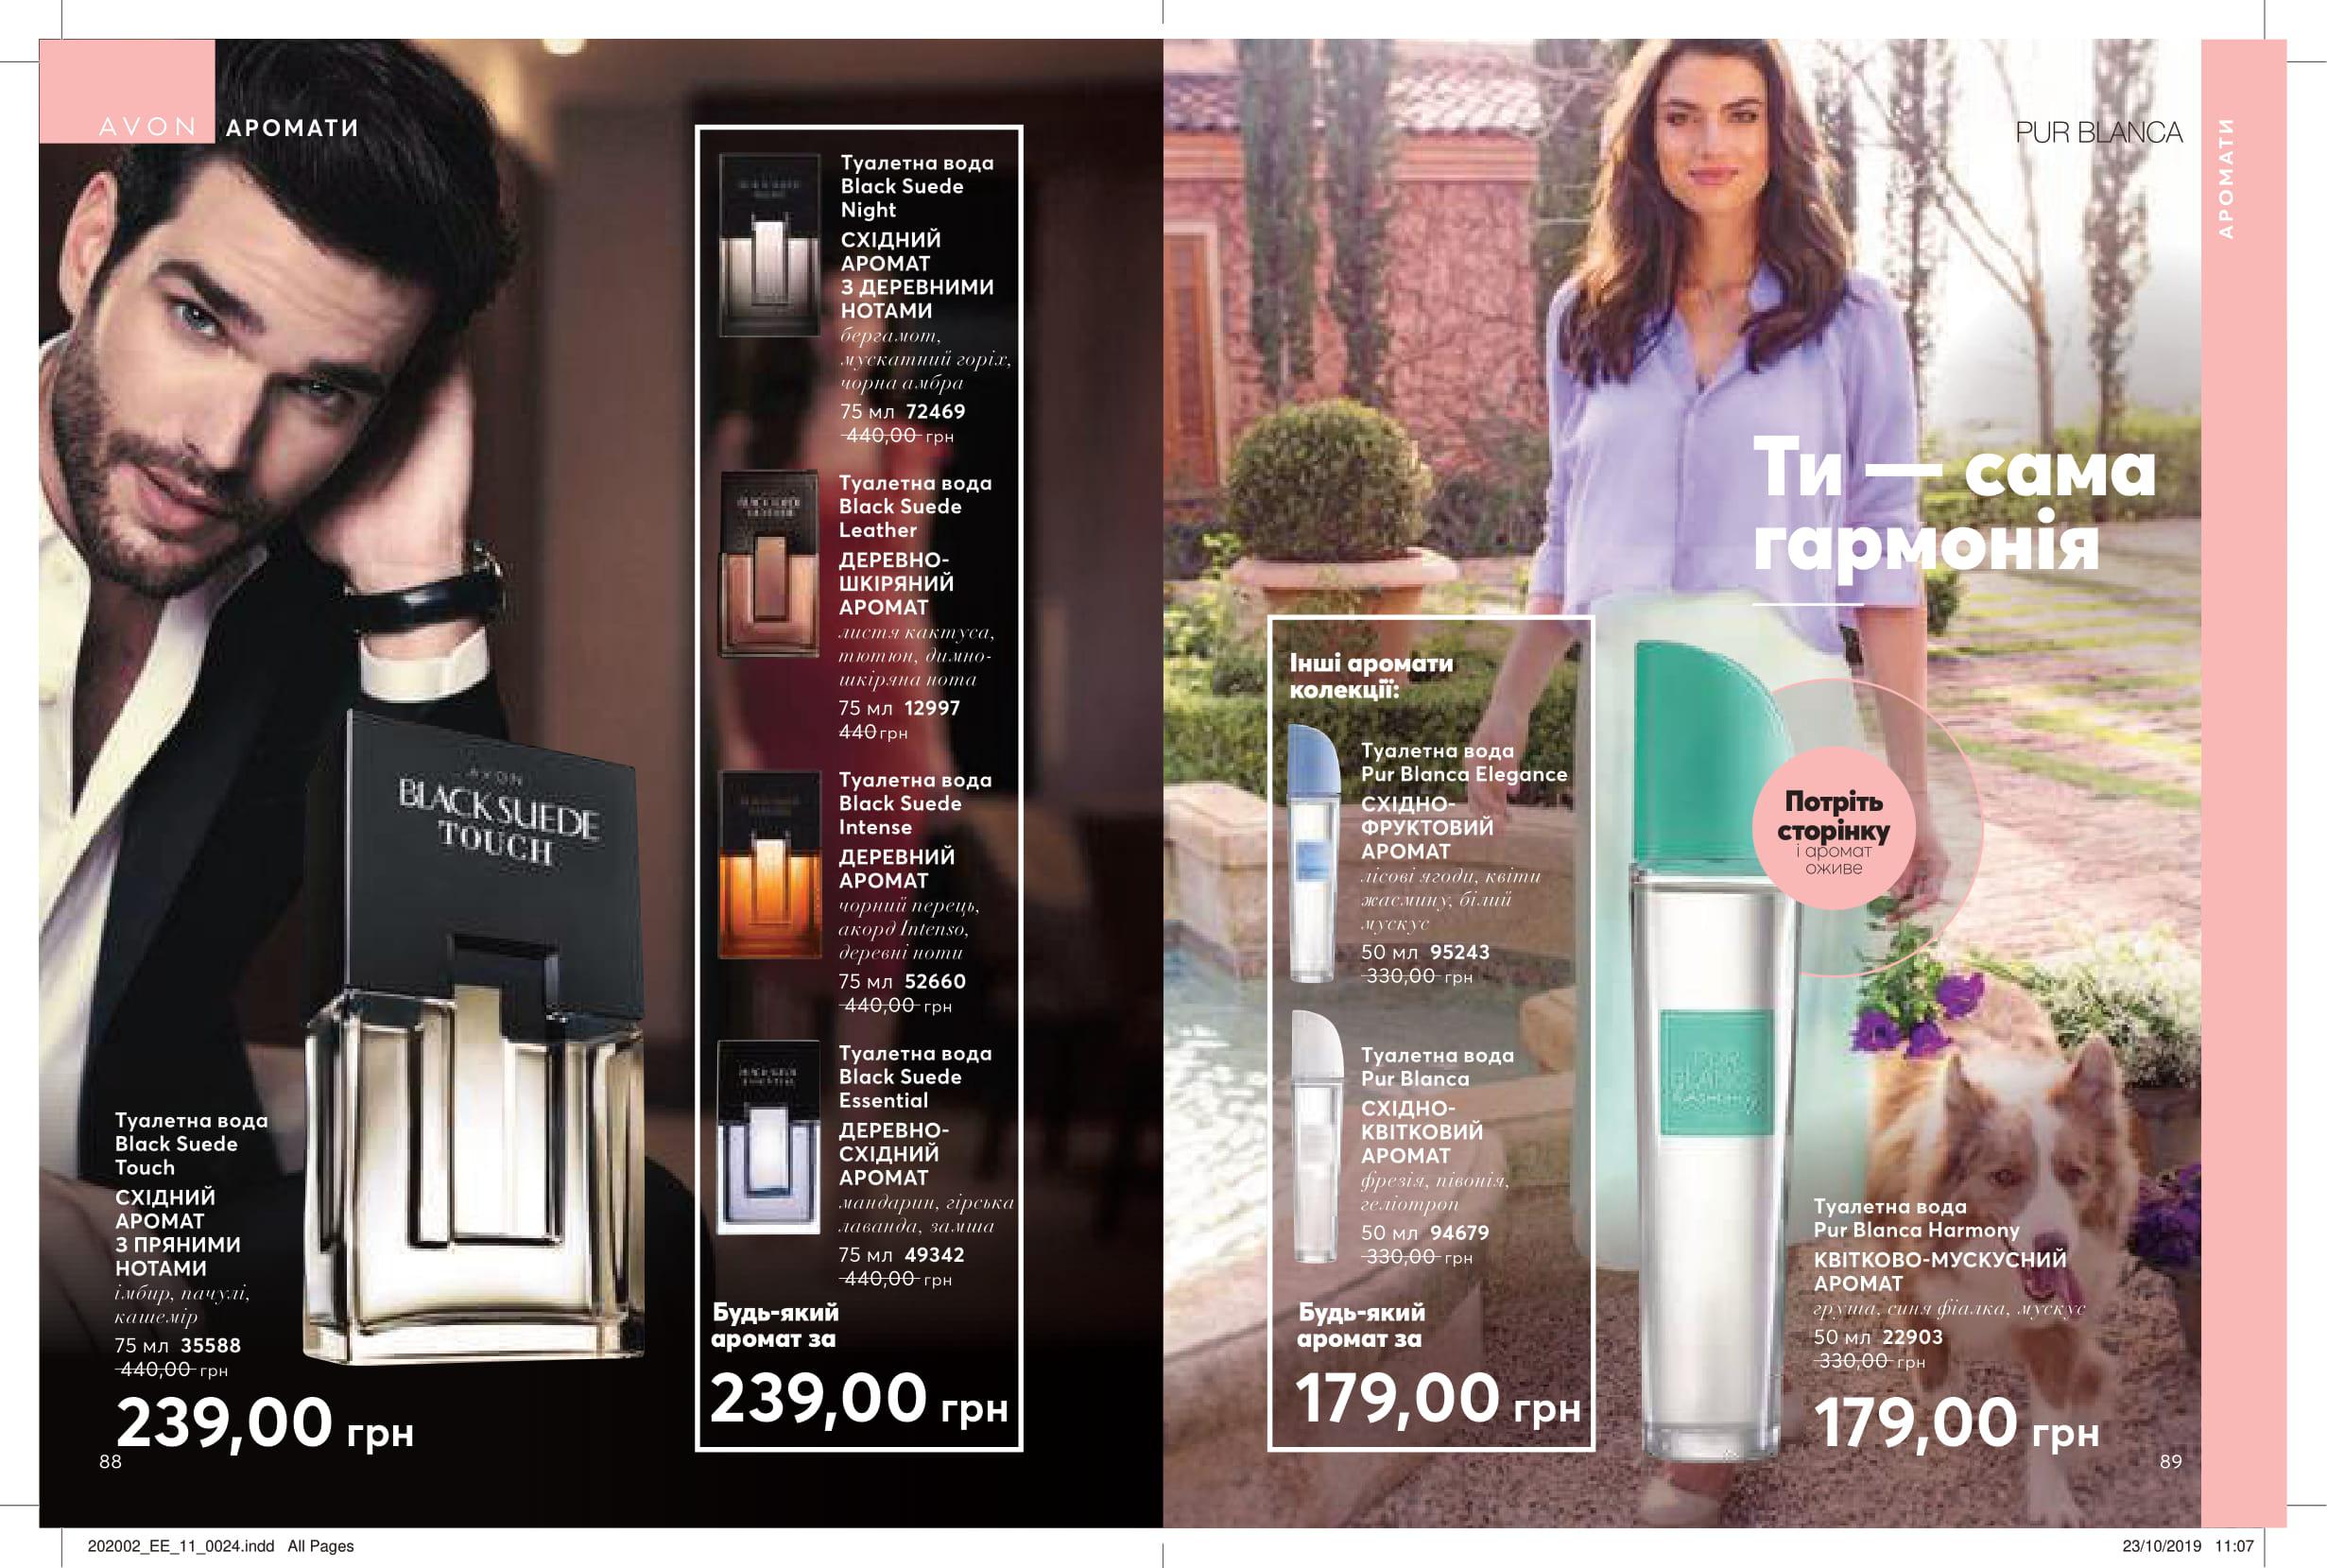 AVON АРОМАТИ
Туалетна вода
Black Suede
Night
СХІДНИЙ
АРОМАТ
З ДЕРЕВНИМИ
НОТАМИ
бергамот,
мускатний горіх,
чорна амбра
75 мл 72469
440,00 грн
Туалетна вода
Black Suede
Leather
ДЕРЕВНО-
ШКІРЯНИЙ
АРОМАТ
листя кактуса,
тютюн, димно-
шкіряна нота
75 мл 12997
440 грн
Туалетна вода
Black Suede
Intense
ДЕРЕВНИЙ
АРОМАТ
чорний перець,
акорд Intenso,
деревні ноти
75 мл 52660
440,00 грн
Туалетна вода
Black Suede
Essential
ДЕРЕВНО-
СХІДНИЙ
АРОМАТ
мандарин, гірська
лаванда, замша
75 мл 49342
440,00 грн
Будь-який
аромат за
239,00 грн
AVON
BLACK SUEDE
TOUCH
Туалетна вода
Black Suede
Touch
СХІДНИЙ
АРОМАТ
З ПРЯНИМИ
НОТАМИ
імбир, пачулі,
кашемір
75 мл 35588
440,00 грн
239,00 грн
88
PUR BLANCA
АРОМАТИ
Ти — сама
гармонія
Інші аромати
колекції:
Туалетна вода
Pur Blanca Elegance
СХІДНО-
ФРУКТОВИЙ
АРОМАТ
лісові ягоди, квіти
жасмину, білий
мускус
50 мл 95243
330,00 грн
Туалетна вода
Pur Blanca
СХІДНО-
КВІТКОВИЙ
АРОМАТ
фрезія, півонія,
геліотроп
50 мл 94679
330,00 грн
Будь-який
аромат за
179,00 грн
Потріть
сторінку
і аромат
оживе
Туалетна вода
Pur Blanca Harmony
КВІТКОВО-МУСКУСНИЙ
АРОМАТ
груша, синя фіалка, мускус
50 мл 22903
330,00 грн
179,00 грн
89
202002_EE_11_0024.indd All Pages
23/10/2019 11:07